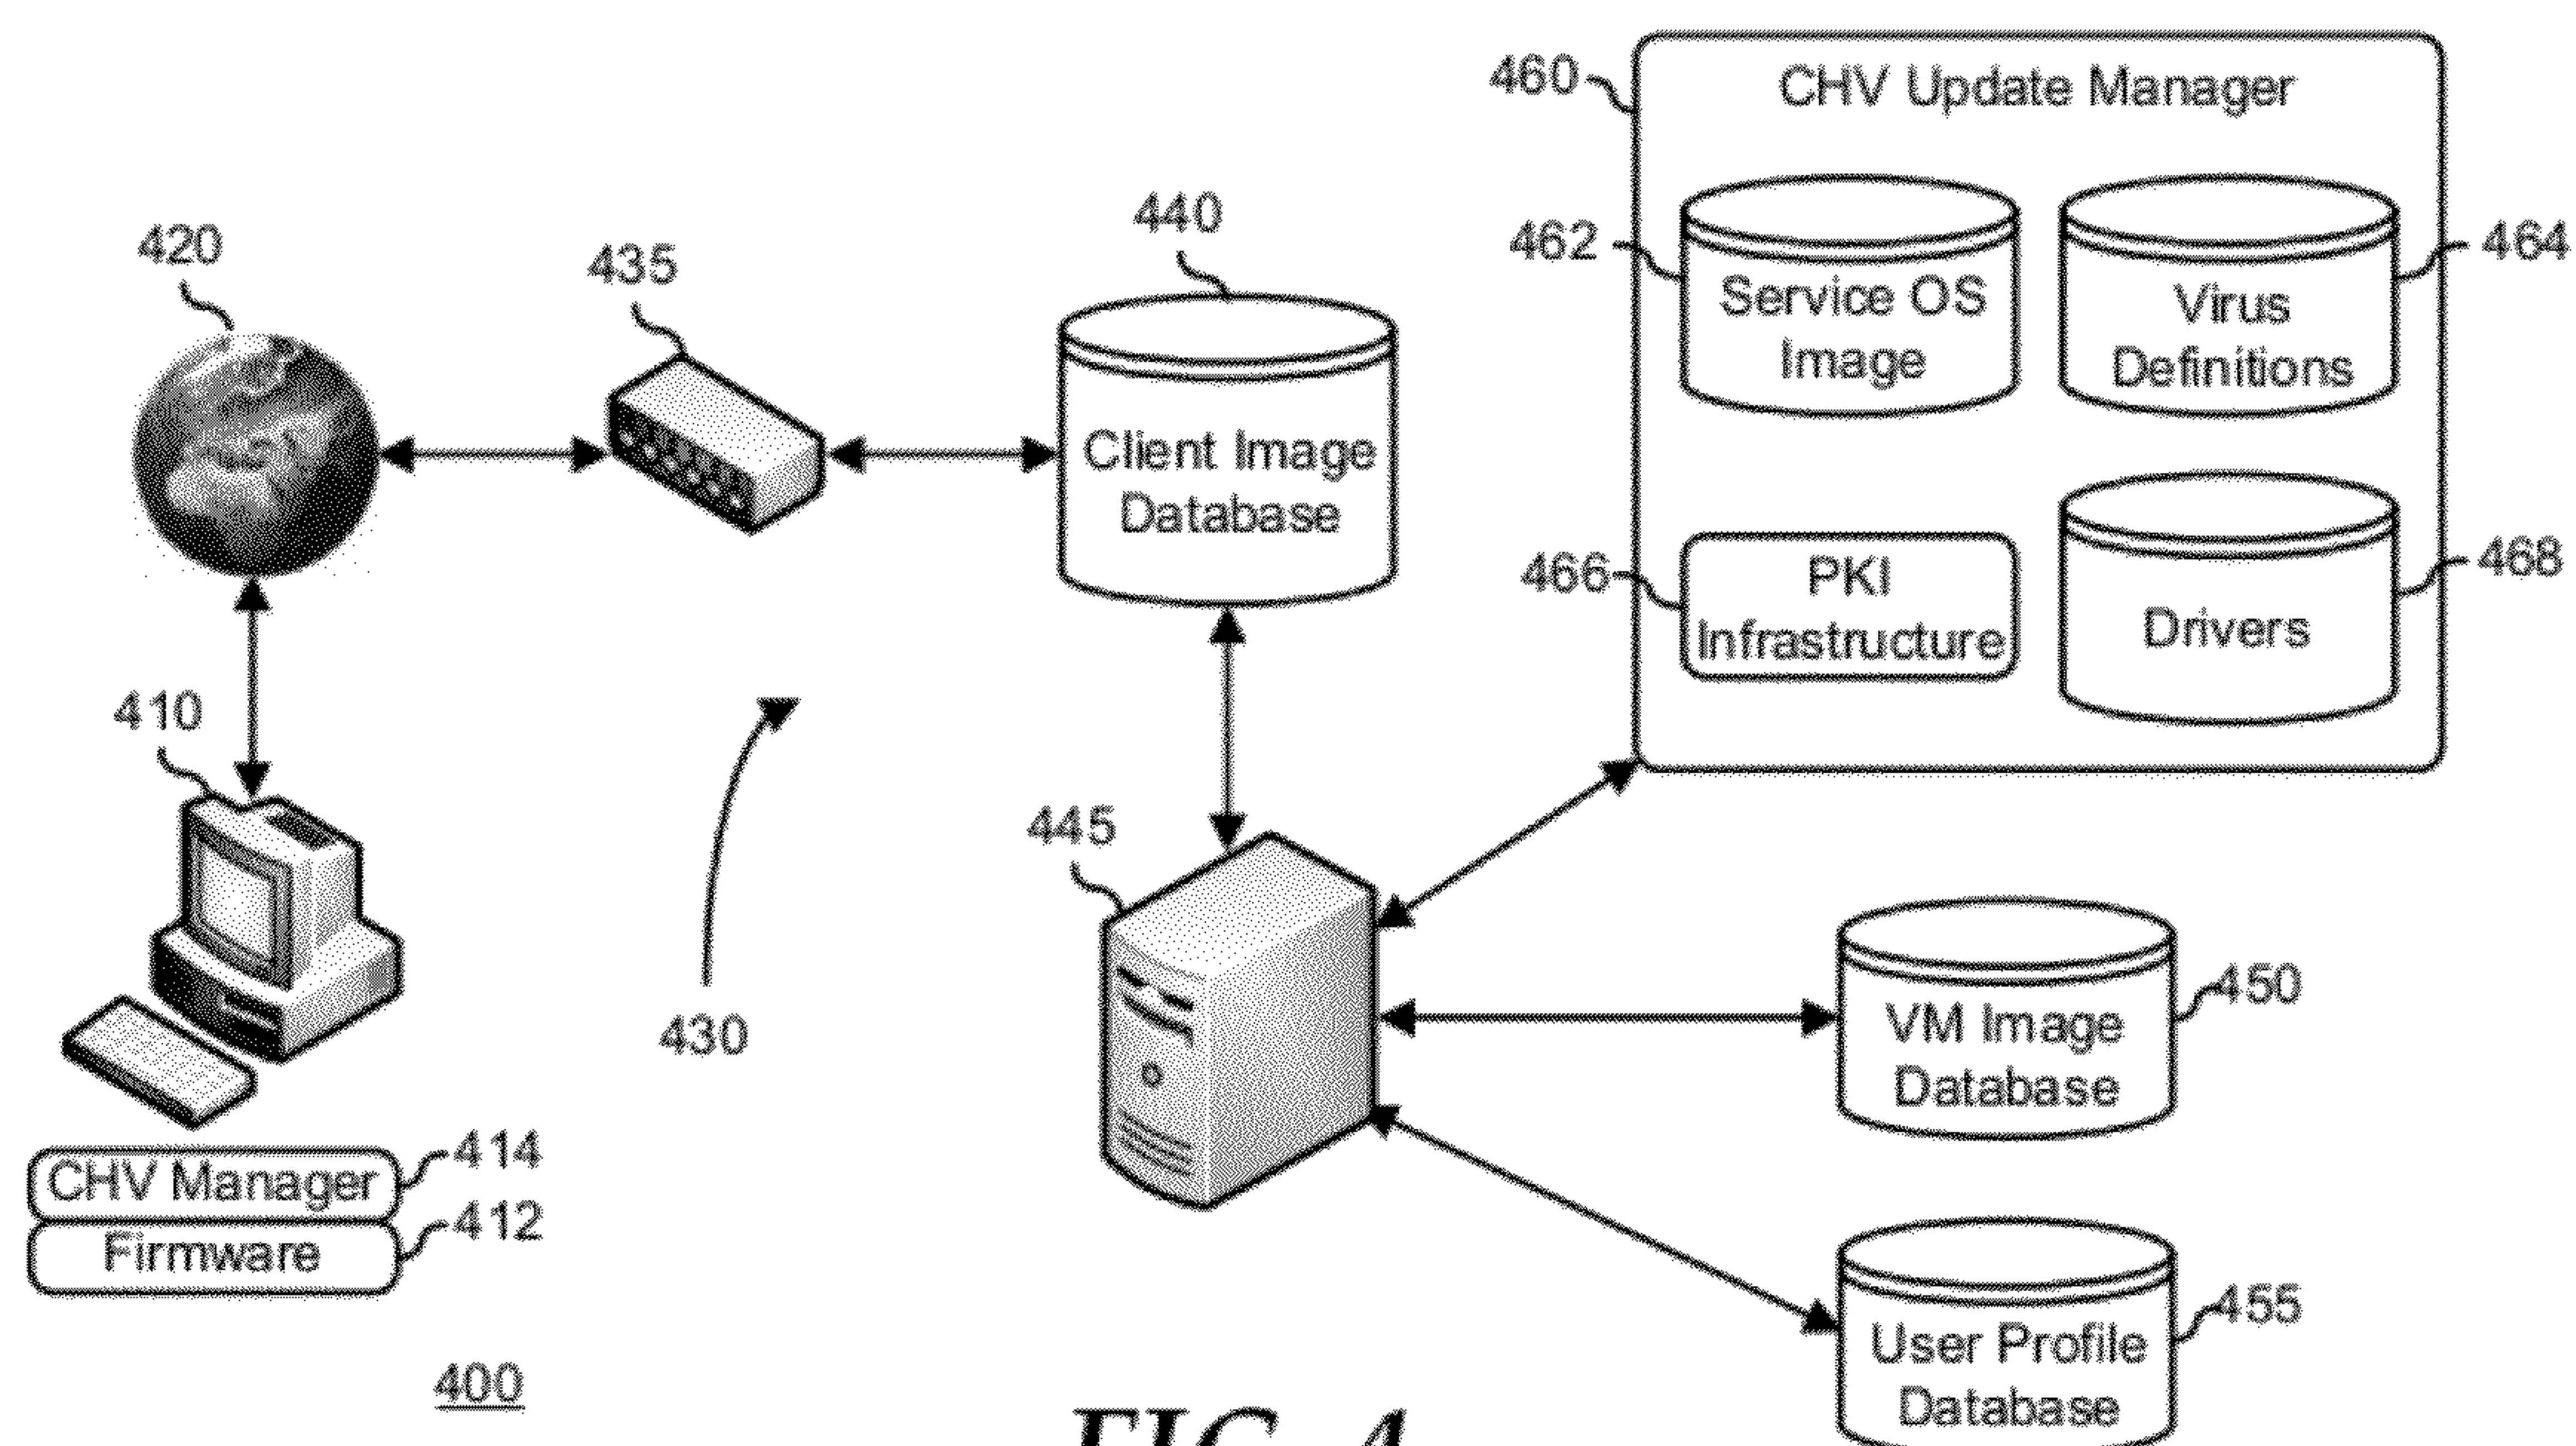 460
CHV Update Manager
462
Service OS
Image
464
Virus
Definitions
466
PKI
Infrastructure
468
Drivers
420
435
440
Client Image
Database
410
430
445
450
VM Image
Database
414
CHV Manager
412
Firmware
455
User Profile
Database
400
FIG. 4